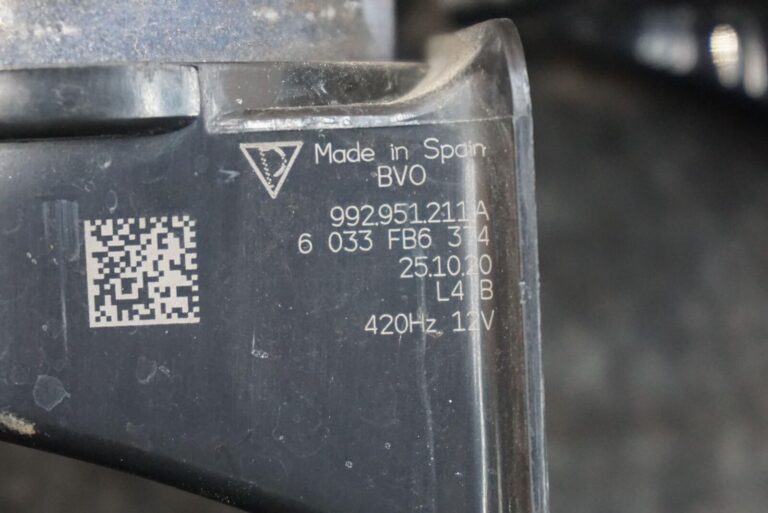 Made in Spain
BVO
992.951.211 A
6 033 FB6 374
25.10.20
L4 B
420Hz 12V